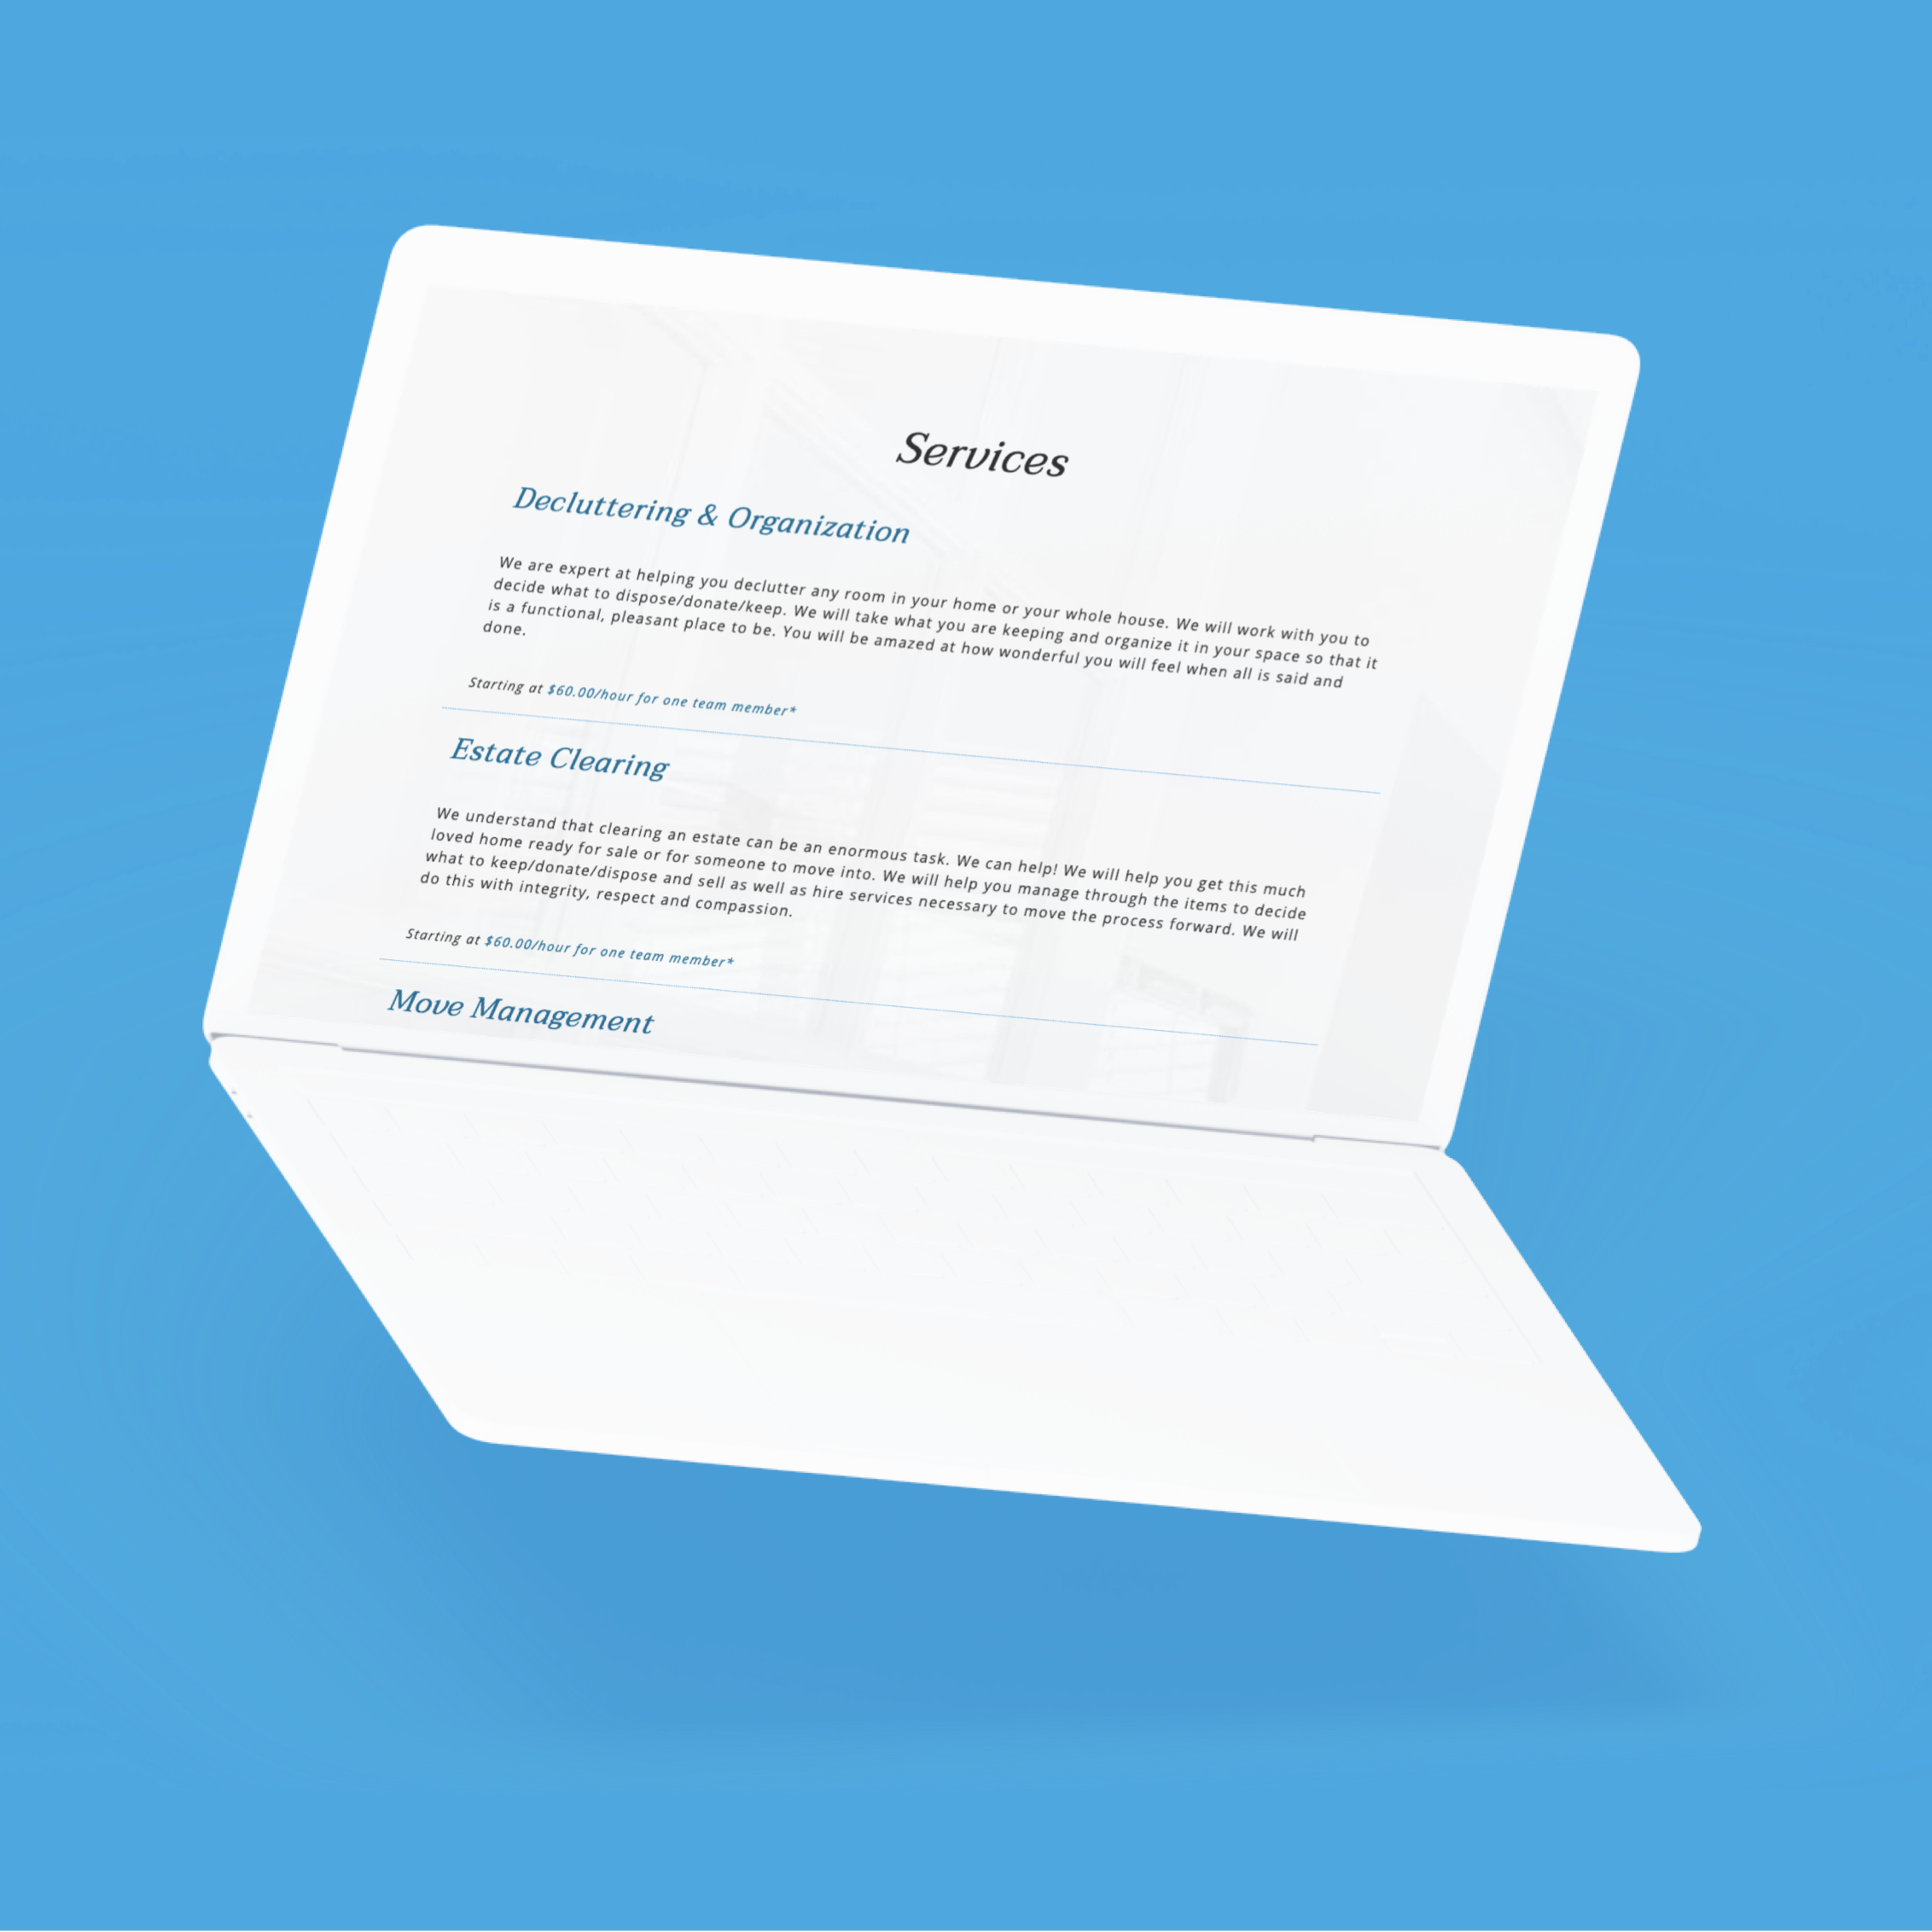 Services
Decluttering & Organization
We are expert at helping you declutter any room in your home or your whole house. We will work with you to
decide what to dispose/donate/keep. We will take what you are keeping and organize it in your space so that it
is a functional, pleasant place to be. You will be amazed at how wonderful you will feel when all is said and
done.
Starting at $60.00/hour for one team member*
Estate Clearing
We understand that clearing an estate can be an enormous task. We can help! We will help you get this much
loved home ready for sale or for someone to move into. We will help you manage through the items to decide
what to keep/donate/dispose and sell as well as hire services necessary to move the process forward. We will
do this with integrity, respect and compassion.
Starting at $60.00/hour for one team member*
Move Management